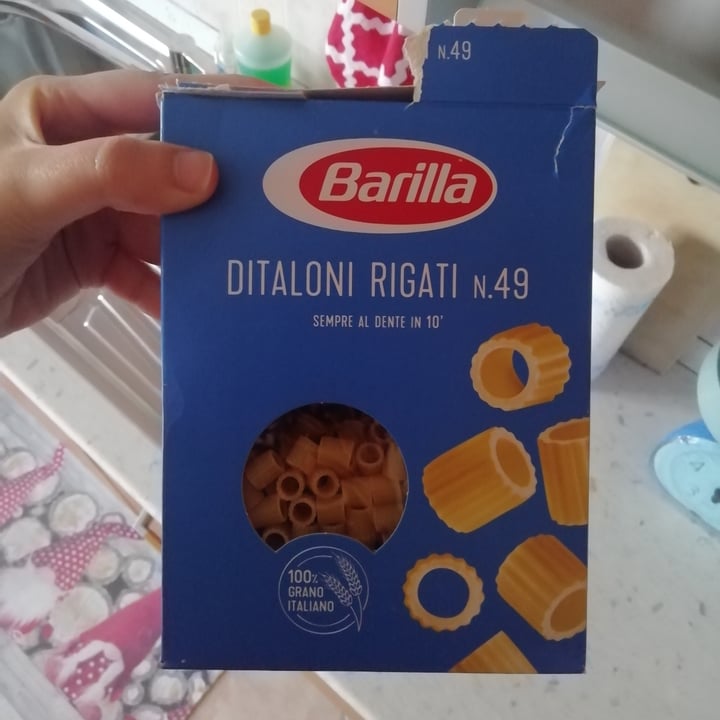 N.49
Barilla
DITALONI RIGATI N.49
SEMPRE AL DENTE IN 10'
100%
GRANO
ITALIANO